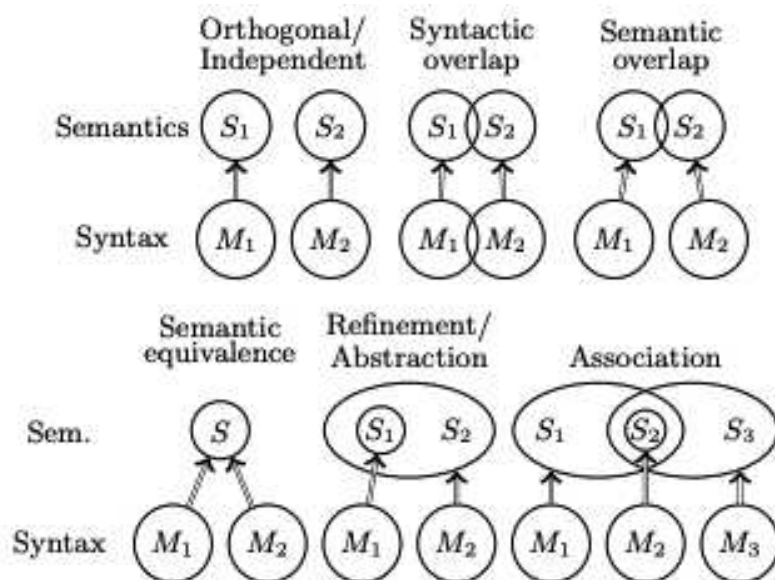 Orthogonal/ Syntactic Semantic
Independent overlap overlap
Semantics S₁ S₂ S₁ S₂ S₁ S₂
Syntax M₁ M₂ M₁ M₂ M₁ M₂
Semantic Refinement/
equivalence Abstraction Association
Sem. S S₁ S₂ S₁ S₂ S₃
Syntax M₁ M₂ M₁ M₂ M₁ M₂ M₃